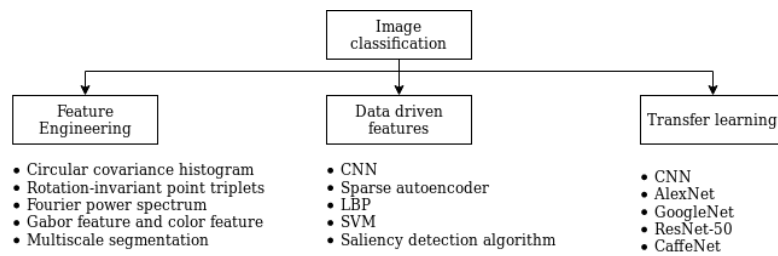 Image
classification
Feature
Engineering
Data driven
features
Transfer learning
• Circular covariance histogram
• Rotation-invariant point triplets
• Fourier power spectrum
• Gabor feature and color feature
• Multiscale segmentation
• CNN
• Sparse autoencoder
• LBP
• SVM
• Saliency detection algorithm
• CNN
• AlexNet
• GoogleNet
• ResNet-50
• CaffeNet